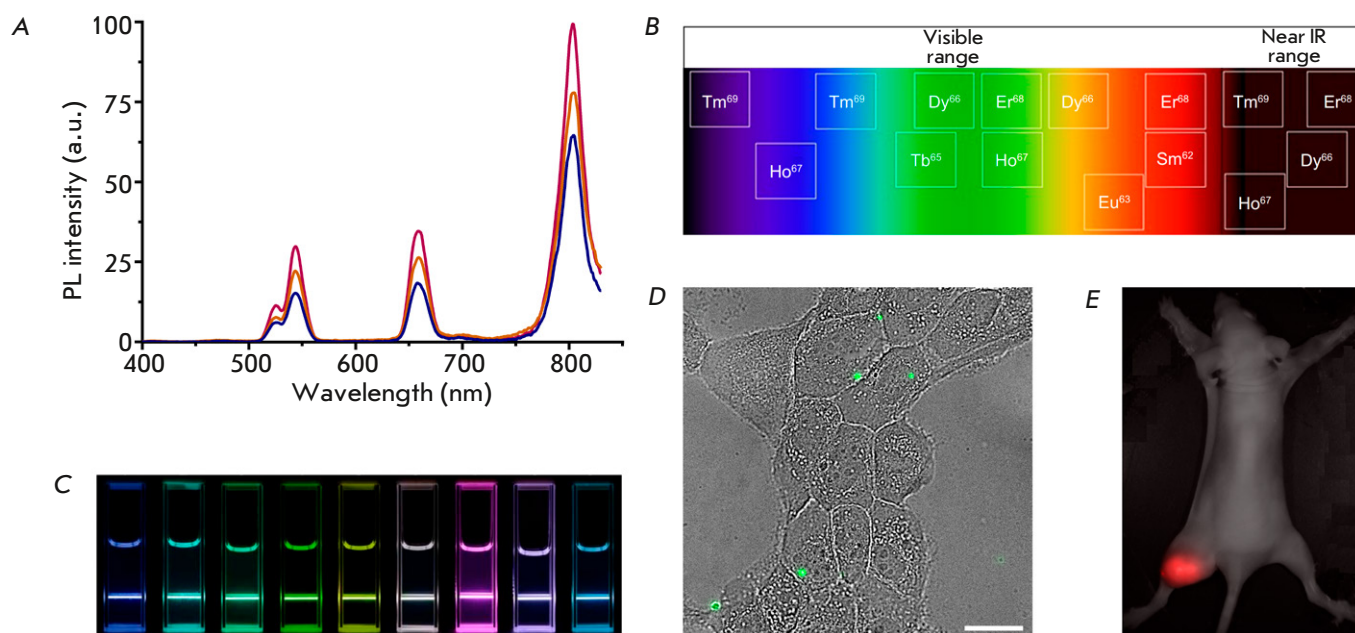 A
PL intensity (a.u.)
100
75
50
25
0
400
500
600
700
800
Wavelength (nm)
B
Visible
range
Near IR
range
Tm⁶⁹
Tm⁶⁹
Dy⁶⁶
Er⁶⁸
Dy⁶⁶
Er⁶⁸
Tm⁶⁹
Er⁶⁸
Ho⁶⁷
Tb⁶⁵
Ho⁶⁷
Sm⁶²
Dy⁶⁶
Eu⁶³
Ho⁶⁷
C
D
E